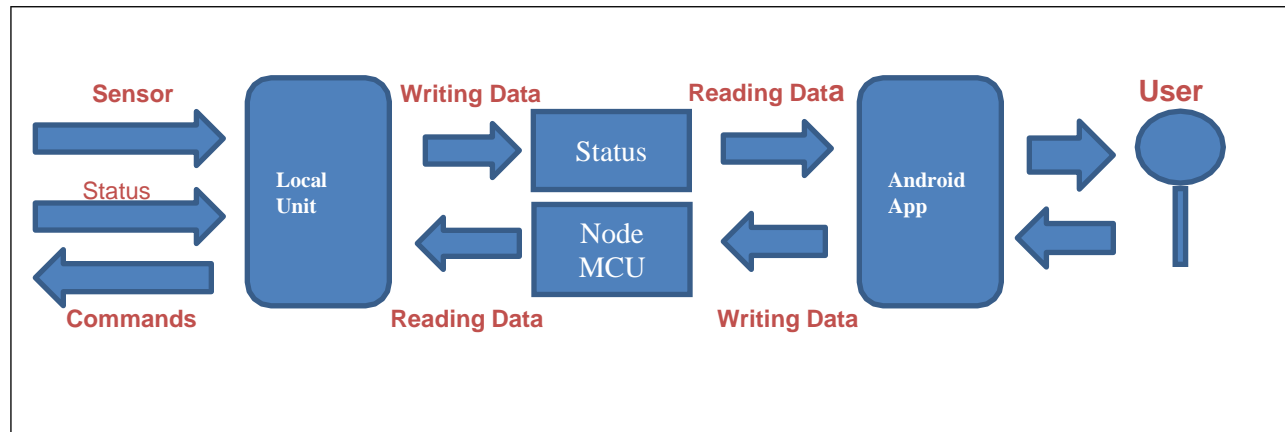 Sensor
Writing Data
Reading Data
User
Status
Status
Local
Unit
Android
App
Node
MCU
Commands
Reading Data
Writing Data